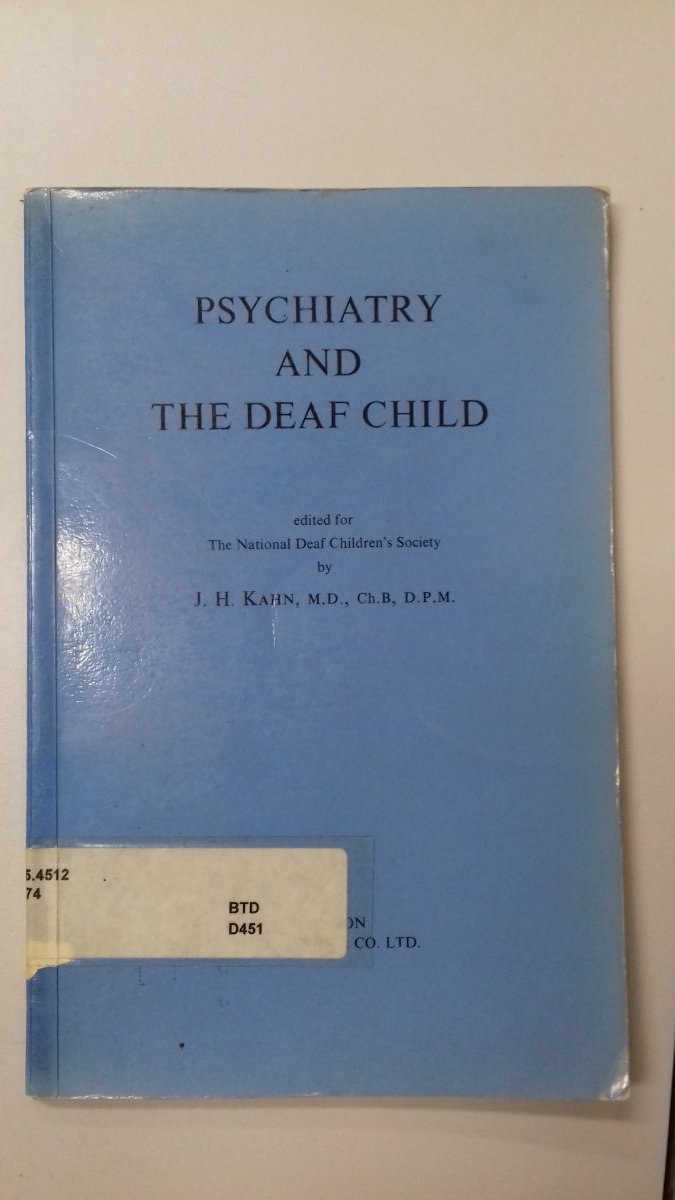 PSYCHIATRY
AND
THE DEAF CHILD
edited for
The National Deaf Children's Society
by
J. H. KAHN, M.D., Ch.B, D.P.M.
5.4512
74
BTD
D451
ON
CO. LTD.